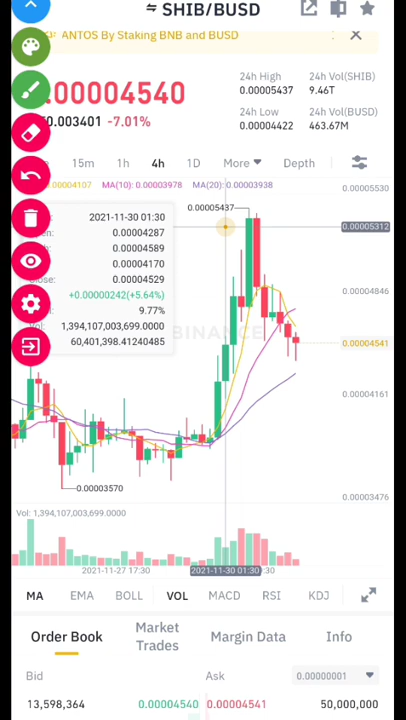 SHIB/BUSD
ANTOS By Staking BNB and BUSD
.00004540
0.003401 -7.01%
24h High
0.00005437
24h Vol(SHIB)
9.46T
24h Low
0.00004422
24h Vol(BUSD)
463.67M
15m 1h 4h 1D More Depth
0.00004107 MA(10): 0.00003978 MA(20): 0.00003938
0.00005530
0.00005437
0.00005312
2021-11-30 01:30
0.00004287
0.00004589
0.00004170
Close: 0.00004529
+0.00000242(+5.64%)
9.77%
Vol: 1,394,107,003,699.0000
60,401,398.41240485
BINANCE
0.00004846
0.00004541
0.00004161
0.00003570
0.00003476
Vol: 1,394,107,003,699.0000
2021-11-27 17:30 2021-11-30 01:30 :30
MA EMA BOLL VOL MACD RSI KDJ
Order Book Market Trades Margin Data Info
Bid Ask 0.00000001
13,598,364 0.00004540 0.00004541 50,000,000